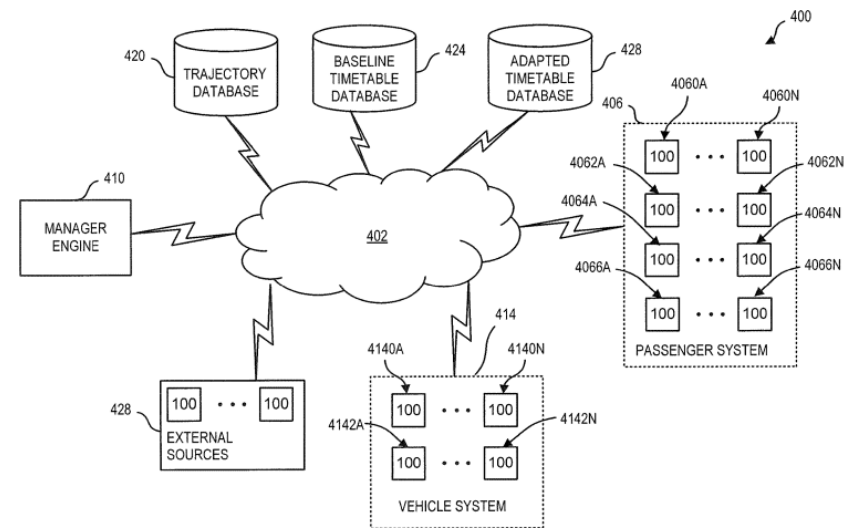 400
420
TRAJECTORY
DATABASE
BASELINE
TIMETABLE
DATABASE
424
ADAPTED
TIMETABLE
DATABASE
428
4060A
4060N
406
100 • • • 100
4062A
4062N
100 • • • 100
4064A
4064N
100 • • • 100
4066A
4066N
100 • • • 100
PASSENGER SYSTEM
410
MANAGER
ENGINE
402
414
4140A
4140N
100 • • • 100
4142A
4142N
100 • • • 100
VEHICLE SYSTEM
428
100 • • • 100
EXTERNAL
SOURCES